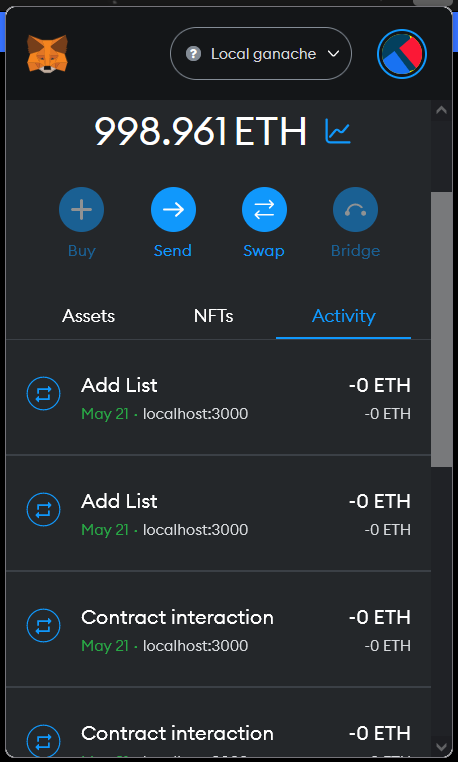 Local ganache
998.961 ETH
Buy
Send
Swap
Bridge
Assets
NFTs
Activity
Add List
-0 ETH
May 21 · localhost:3000
-0 ETH
Add List
-0 ETH
May 21 · localhost:3000
-0 ETH
Contract interaction
-0 ETH
May 21 · localhost:3000
-0 ETH
Contract interaction
-0 ETH